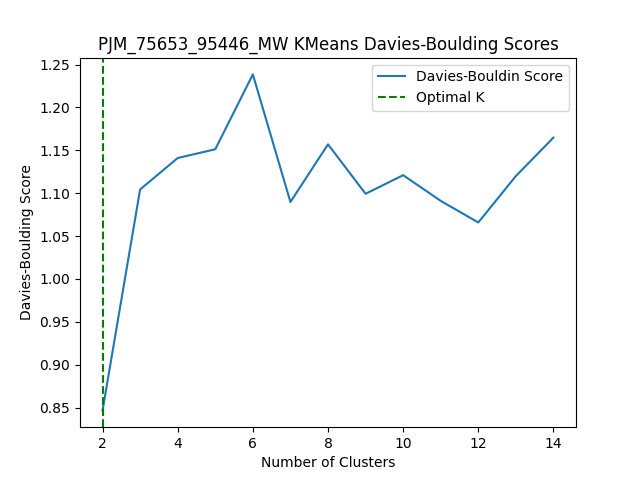 PJM_75653_95446_MW KMeans Davies-Boulding Scores
Davies-Bouldin Score
Optimal K
Davies-Boulding Score
1.25
1.20
1.15
1.10
1.05
1.00
0.95
0.90
0.85
2 4 6 8 10 12 14
Number of Clusters